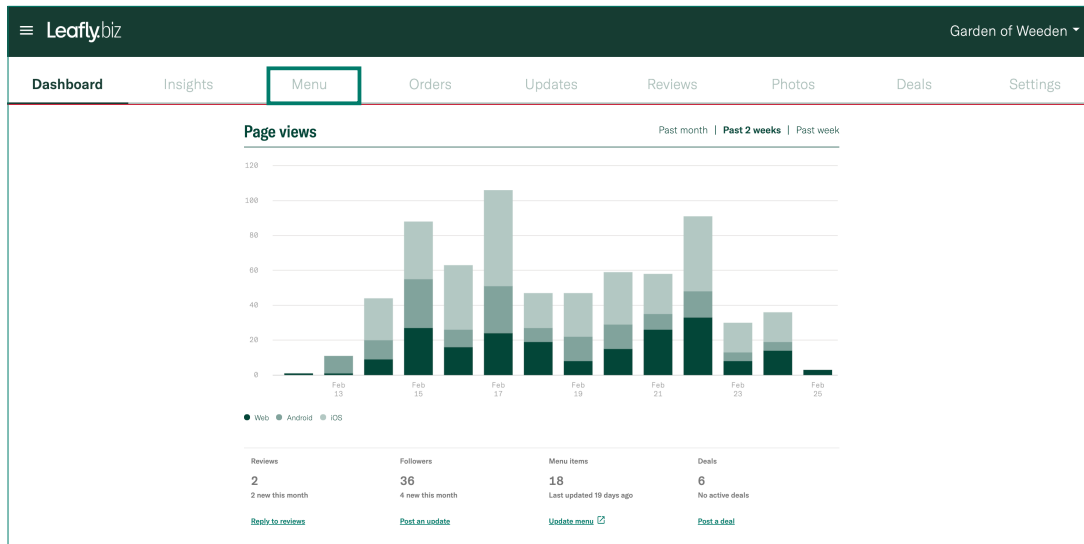 Leafly.biz
Garden of Weeden
Dashboard Insights Menu Orders Updates Reviews Photos Deals Settings
Page views
Past month | Past 2 weeks | Past week
120
100
80
60
40
20
0
Feb 13 Feb 15 Feb 17 Feb 19 Feb 21 Feb 23 Feb 25
Web Android iOS
Reviews Followers Menu items Deals
2 36 18 6
2 new this month 4 new this month Last updated 19 days ago No active deals
Reply to reviews Post an update Update menu Post a deal